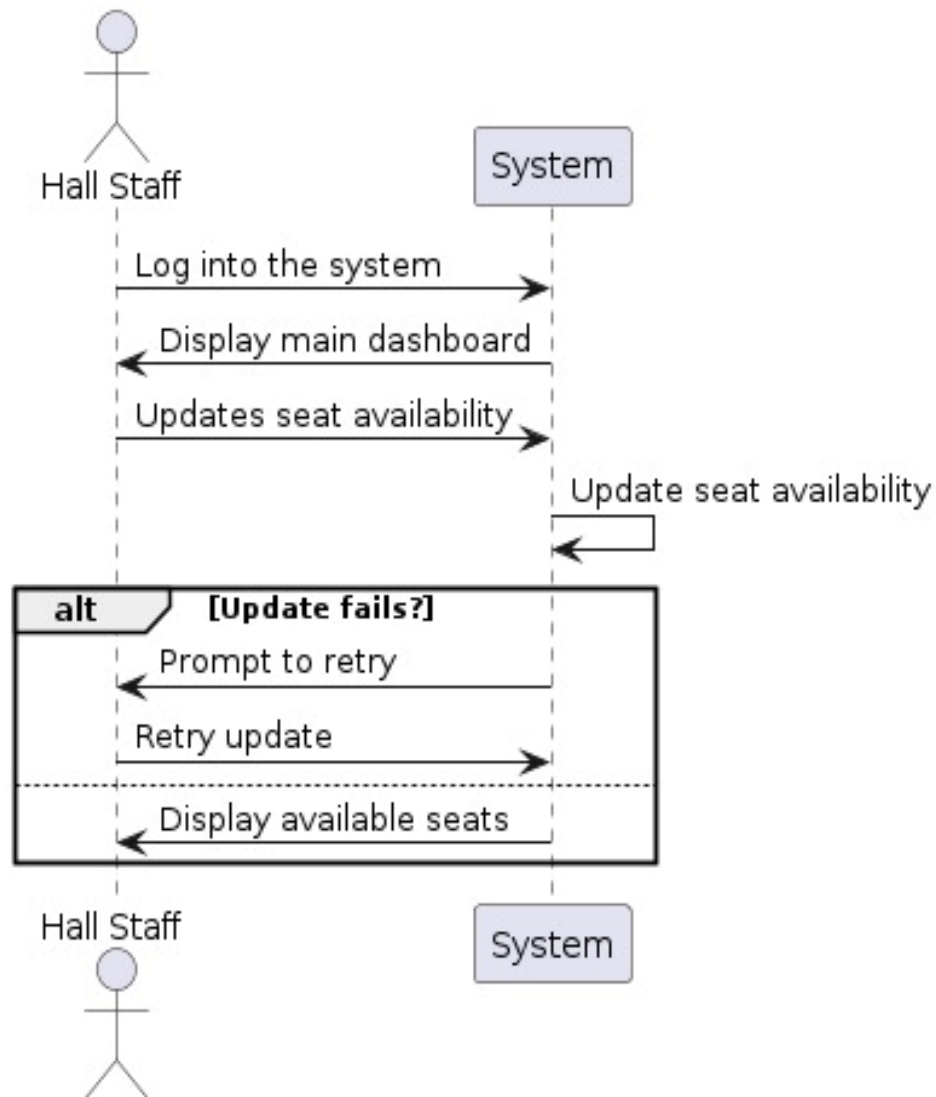 Hall Staff
System
Log into the system
Display main dashboard
Updates seat availability
Update seat availability
alt [Update fails?]
Prompt to retry
Retry update
Display available seats
Hall Staff
System